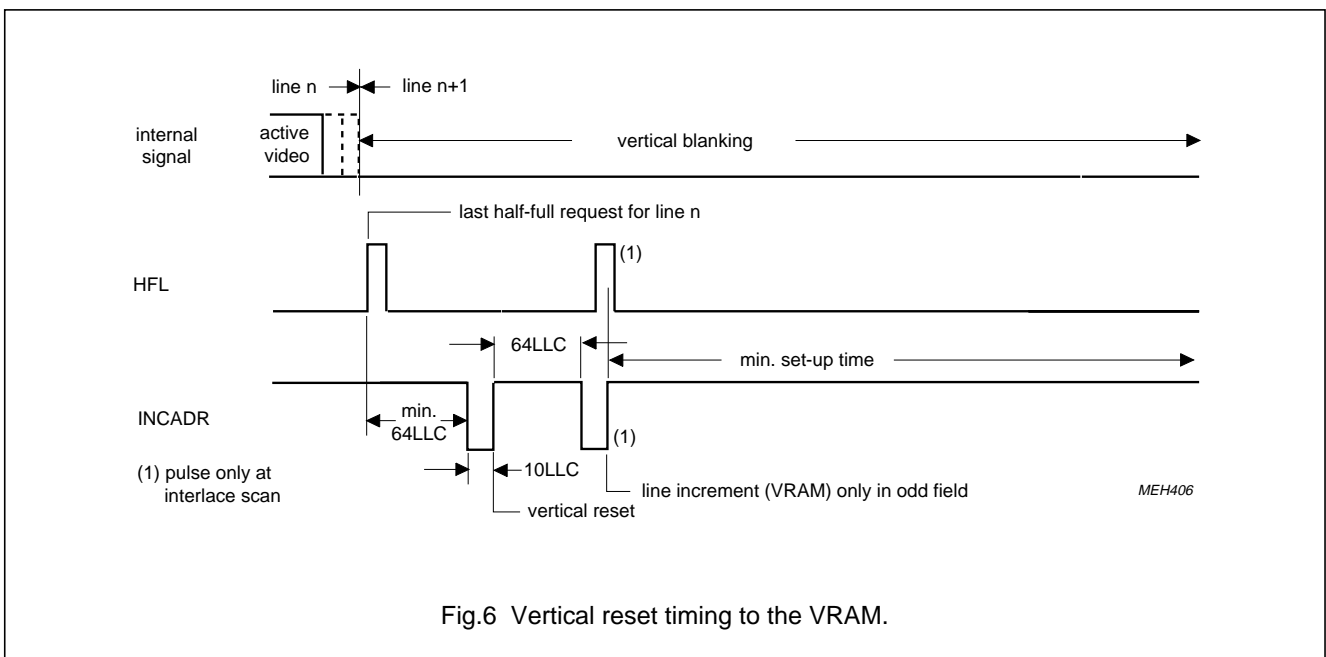 line n
line n+1
internal
signal
active
video
vertical blanking
last half-full request for line n
HFL
(1)
64LLC
min. set-up time
INCADR
min.
64LLC
(1)
(1) pulse only at
interlace scan
10LLC
line increment (VRAM) only in odd field
MEH406
vertical reset
Fig.6 Vertical reset timing to the VRAM.